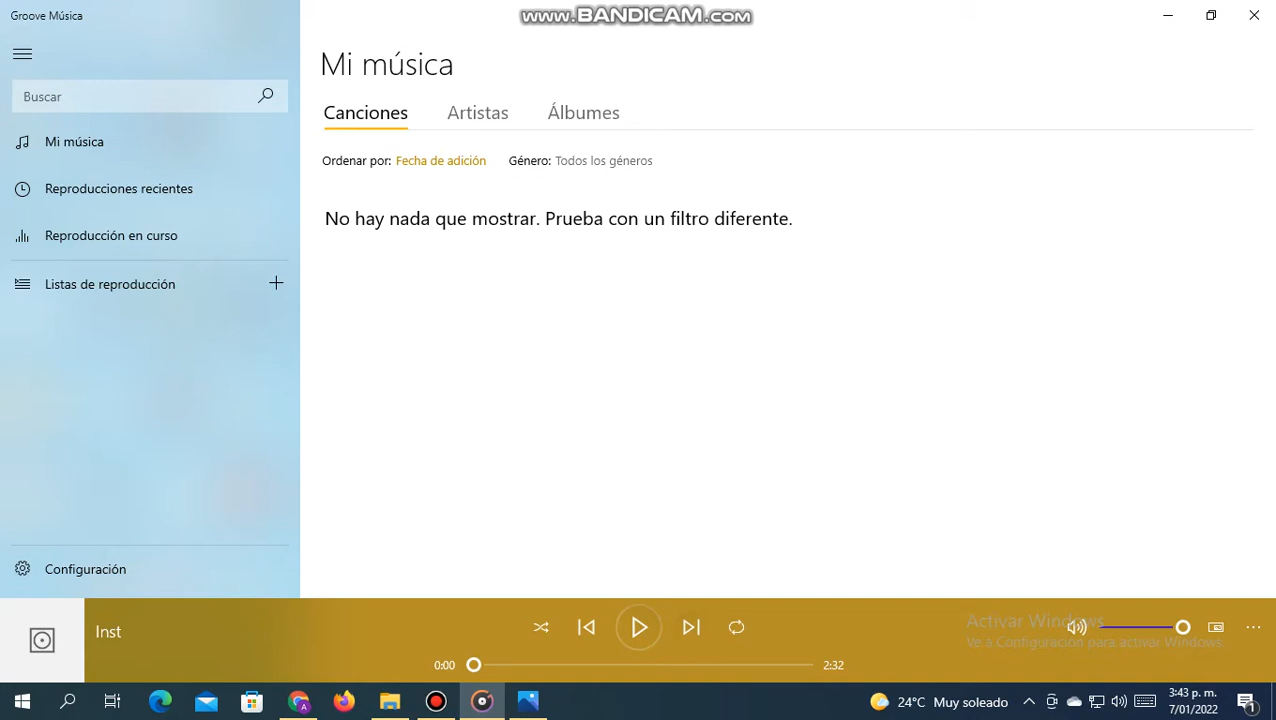 Groove Música
www.BANDICAM.com
Buscar
Mi música
Reproducciones recientes
Reproducción en curso
Listas de reproducción
Configuración
Mi música
Canciones Artistas Álbumes
Ordenar por: Fecha de adición Género: Todos los géneros
No hay nada que mostrar. Prueba con un filtro diferente.
Inst
0:00
2:32
Activar Windows
Ve a Configuración para activar Windows.
24°C Muy soleado
3:43 p. m.
7/01/2022
A
1